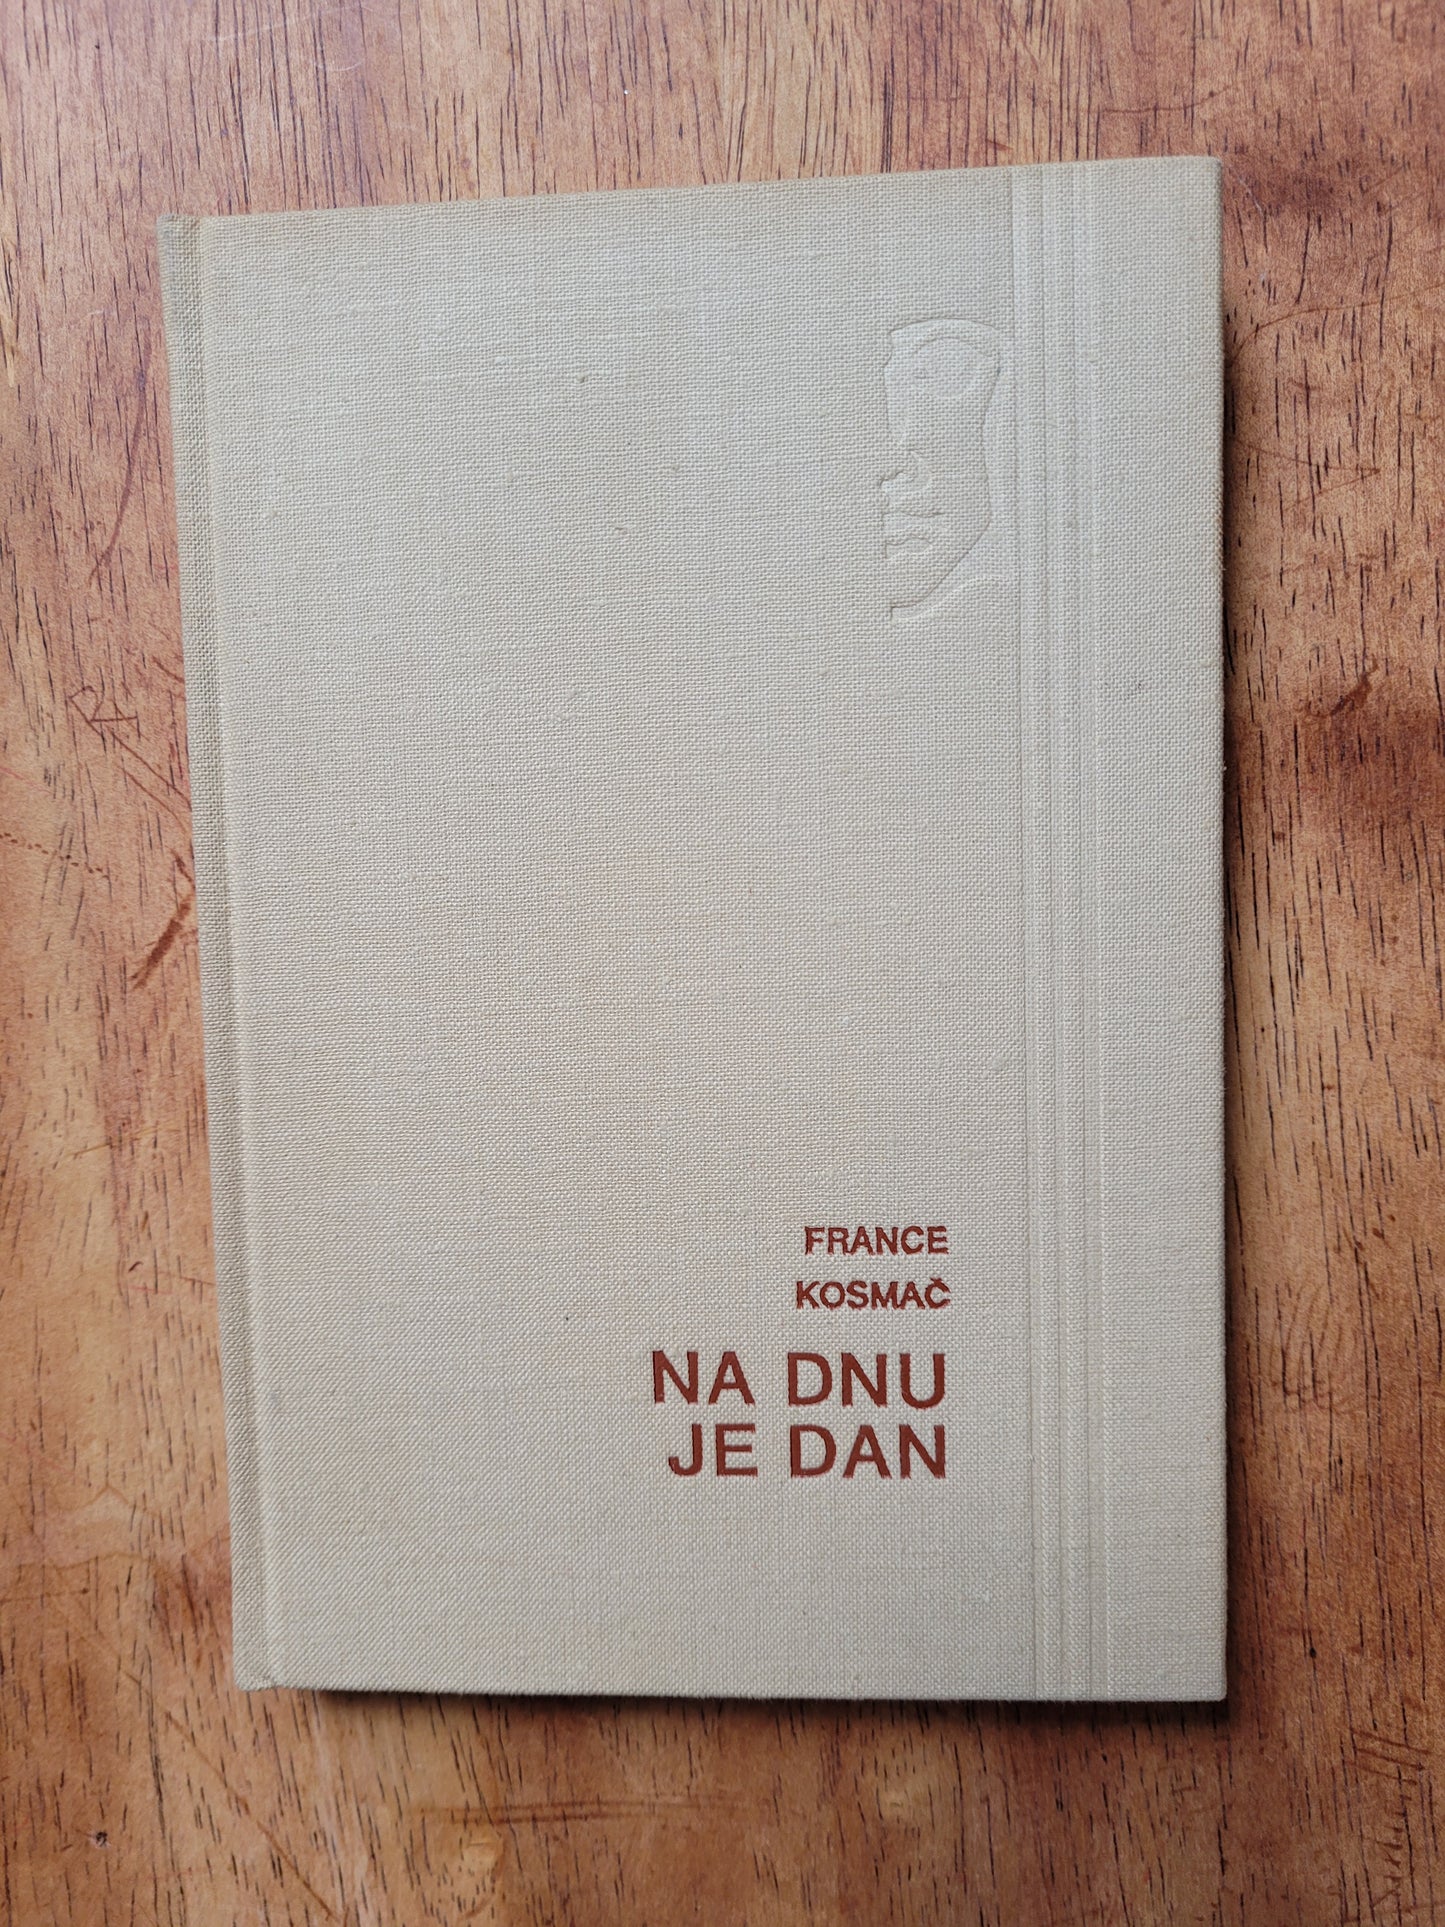 FRANCE
KOSMAČ
NA DNU
JE DAN